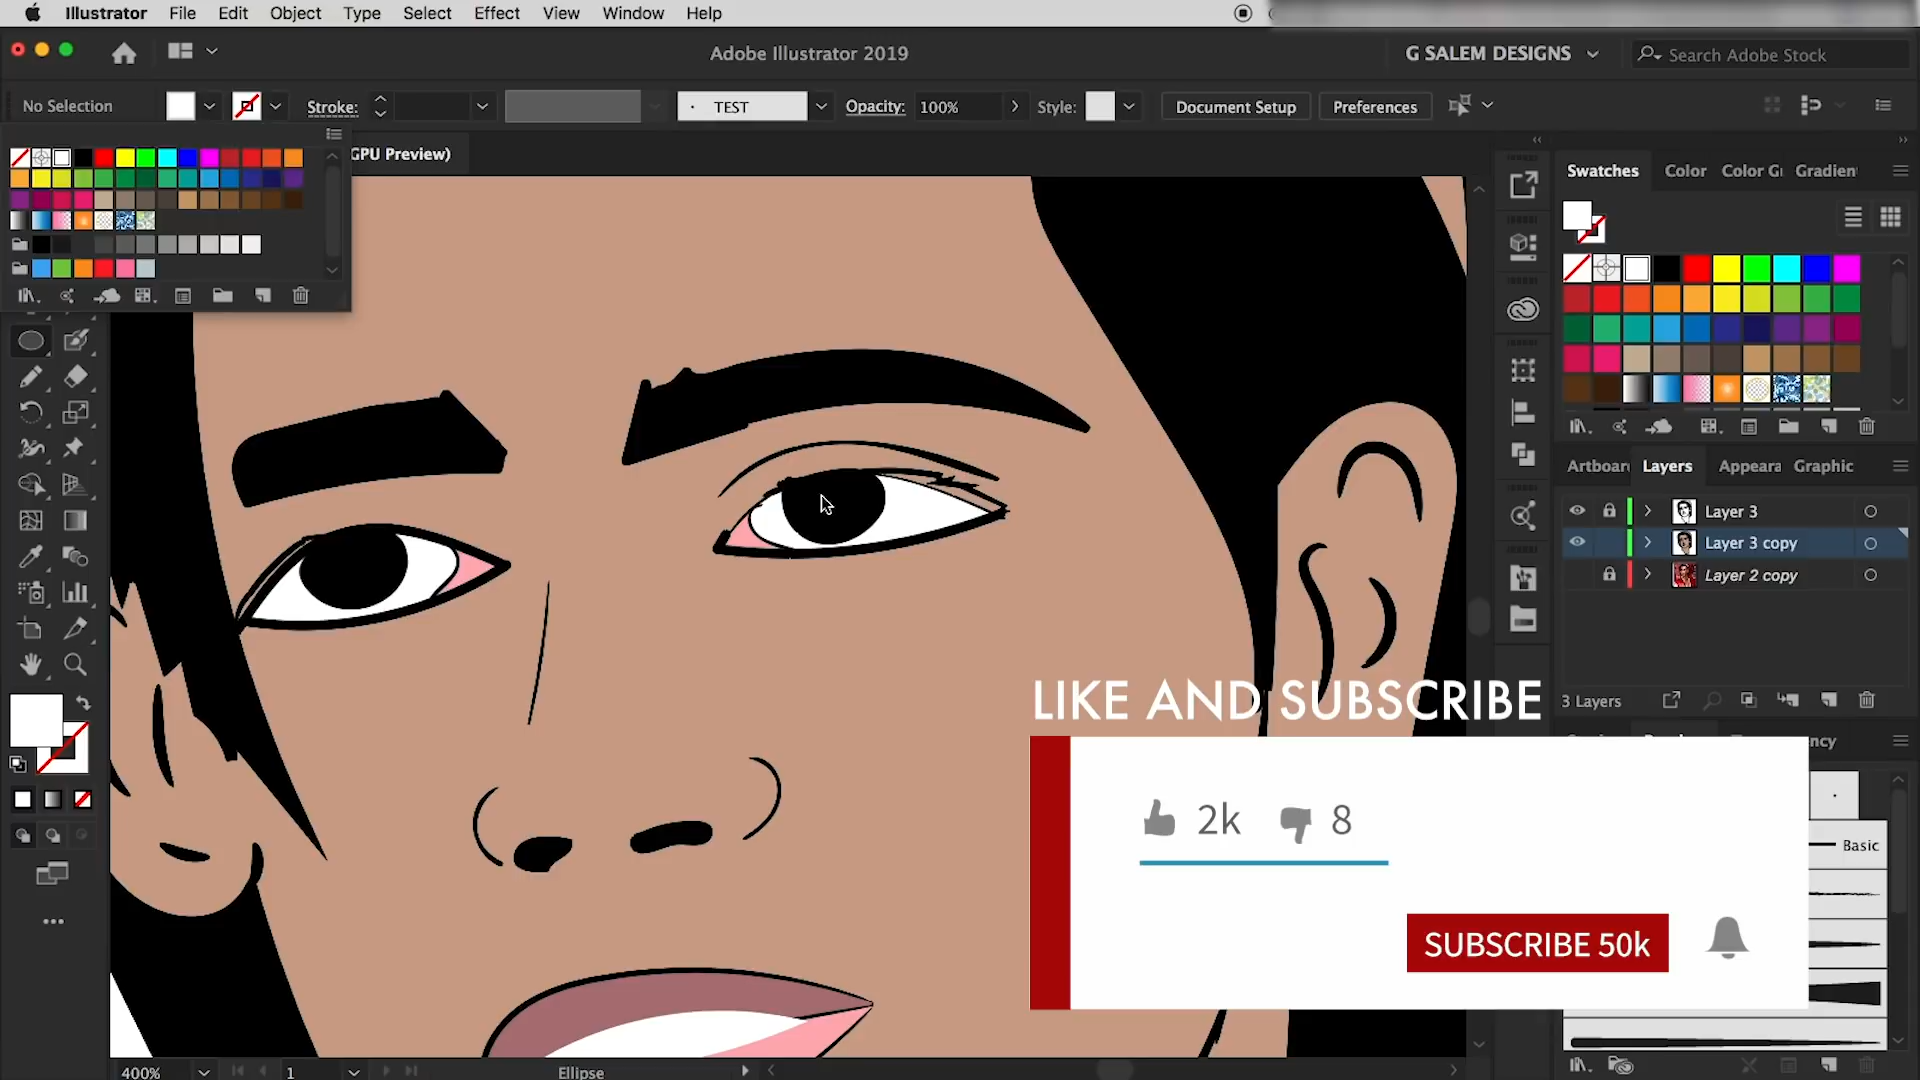 Illustrator File Edit Object Type Select Effect View Window Help
Adobe Illustrator 2019
G SALEM DESIGNS
Search Adobe Stock
No Selection
Stroke:
TEST
Opacity: 100%
Style:
Document Setup
Preferences
GPU Preview)
Swatches Color Color Gr Gradien
Artboar Layers Appeara Graphic
Layer 3
Layer 3 copy
Layer 2 copy
3 Layers
LIKE AND SUBSCRIBE
2k 8
Basic
SUBSCRIBE 50k
400% 1 Ellipse